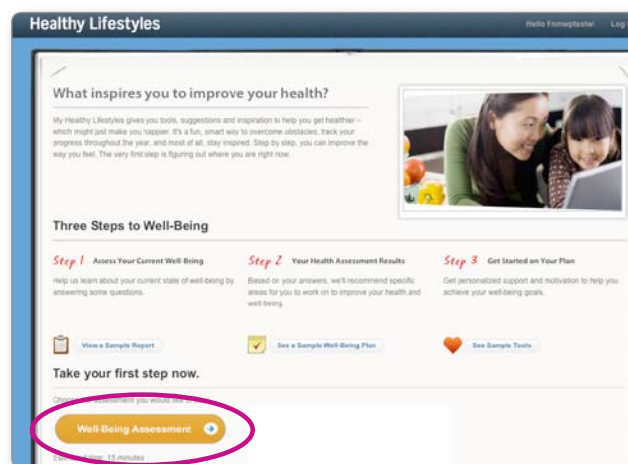 Healthy Lifestyles
Hello Fnmwptestw
Log
What inspires you to improve your health?
My Healthy Lifestyles gives you tools, suggestions and inspiration to help you get healthier –
which might just make you happier. It's a fun, smart way to overcome obstacles, track your
progress throughout the year, and most of all, stay inspired. Step by step, you can improve the
way you feel. The very first step is figuring out where you are right now.
Three Steps to Well-Being
Step 1 Assess Your Current Well-Being
Help us learn about your current state of well-being by
answering some questions.
View a Sample Report
Step 2 Your Health Assessment Results
Based on your answers, we'll recommend specific
areas for you to work on to improve your health and
well-being.
See a Sample Well-Being Plan
Step 3 Get Started on Your Plan
Get personalized support and motivation to help you
achieve your well-being goals.
See Sample Tools
Take your first step now.
assessment you would like
Well-Being Assessment
time: 15 minutes